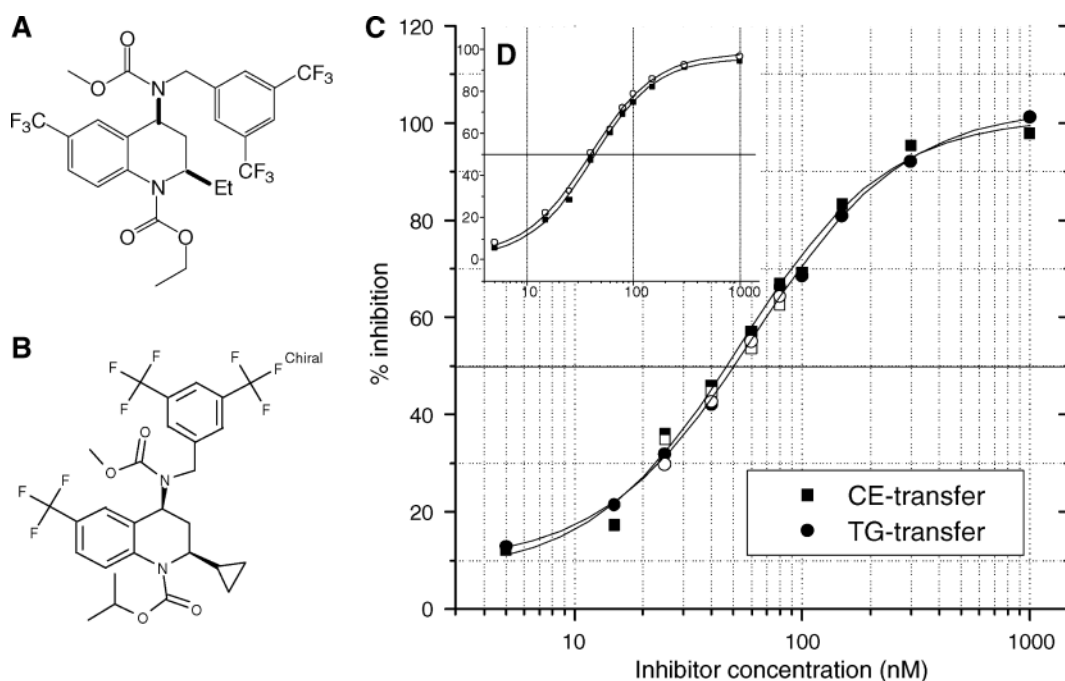 A
O
O
N
CF₃
F₃C
CF₃
N
Et
O
O
B
F
F
F
F
F
F
Chiral
O
O
N
F
F
F
N
O
O
C
120
100
80
60
40
20
0
% inhibition
10
100
1000
Inhibitor concentration (nM)
CE-transfer
TG-transfer
D
100
80
60
40
20
0
10
100
1000